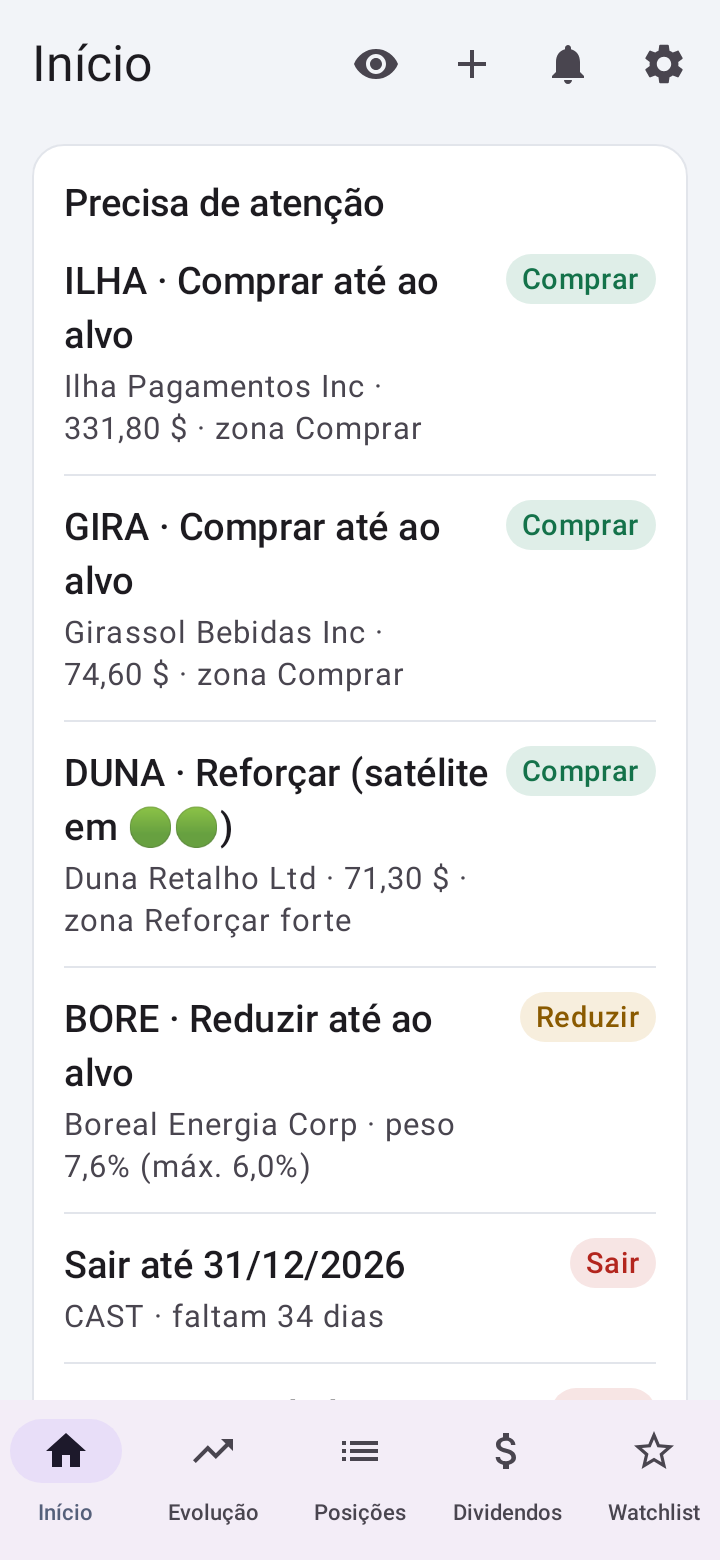 Início
Precisa de atenção
ILHA · Comprar até ao
alvo
Comprar
Ilha Pagamentos Inc ·
331,80 $ · zona Comprar
GIRA · Comprar até ao
alvo
Comprar
Girassol Bebidas Inc ·
74,60 $ · zona Comprar
DUNA · Reforçar (satélite
em 🟢🟢)
Comprar
Duna Retalho Ltd · 71,30 $ ·
zona Reforçar forte
BORE · Reduzir até ao
alvo
Reduzir
Boreal Energia Corp · peso
7,6% (máx. 6,0%)
Sair até 31/12/2026
Sair
CAST · faltam 34 dias
Início
Evolução
Posições
Dividendos
Watchlist